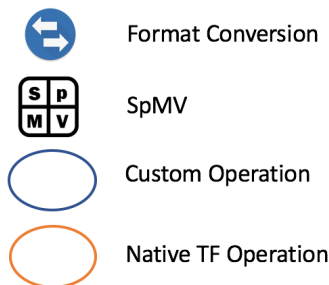 Format Conversion
S p
M V
SpMV
Custom Operation
Native TF Operation